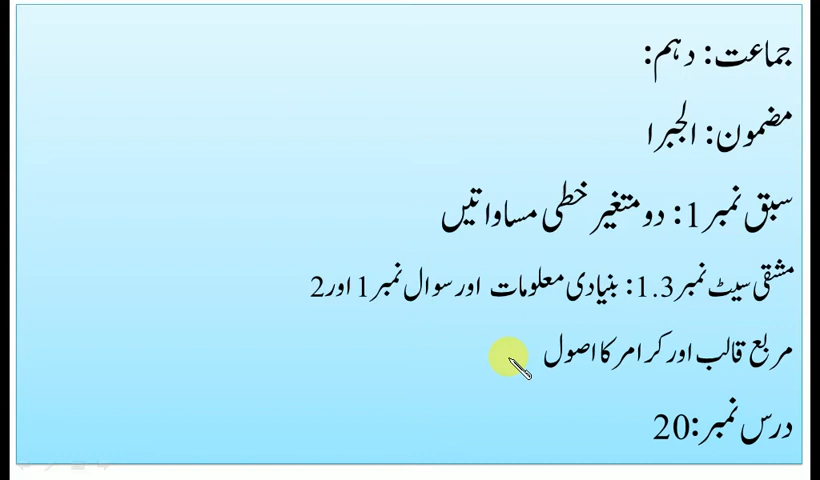 جماعت: دہم:
مضمون: الجبرا
سبق نمبر 1: دو متغیر خطی مساواتیں
مشقی سیٹ نمبر 1.3: بنیادی معلومات اور سوال نمبر 1 اور 2
مربع قالب اور کرامر کا اصول
درس نمبر: 20